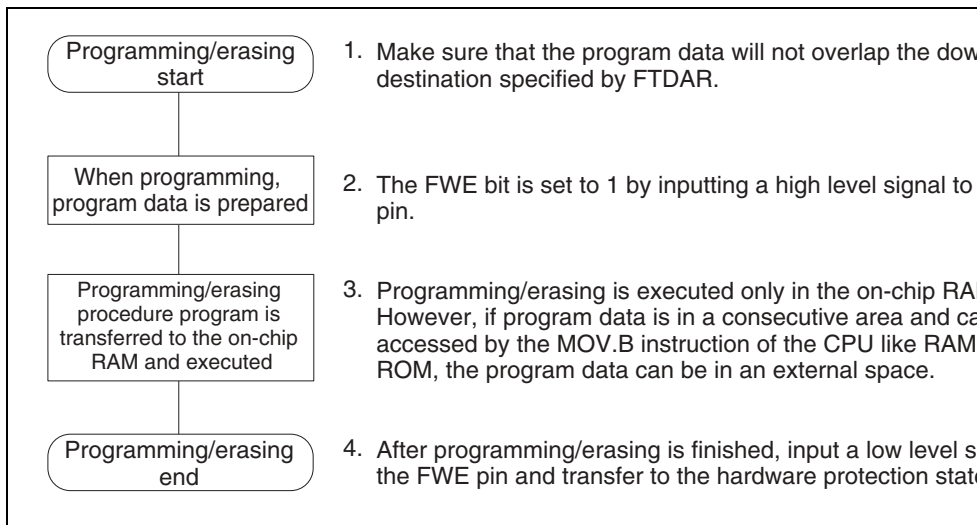 Programming/erasing
start
When programming,
program data is prepared
Programming/erasing
procedure program is
transferred to the on-chip
RAM and executed
Programming/erasing
end
1. Make sure that the program data will not overlap the
destination specified by FTDAR.
2. The FWE bit is set to 1 by inputting a high level signal to
pin.
3. Programming/erasing is executed only in the on-chip
However, if program data is in a consecutive area and
accessed by the MOV.B instruction of the CPU like RAM
ROM, the program data can be in an external space.
4. After programming/erasing is finished, input a low level
the FWE pin and transfer to the hardware protection